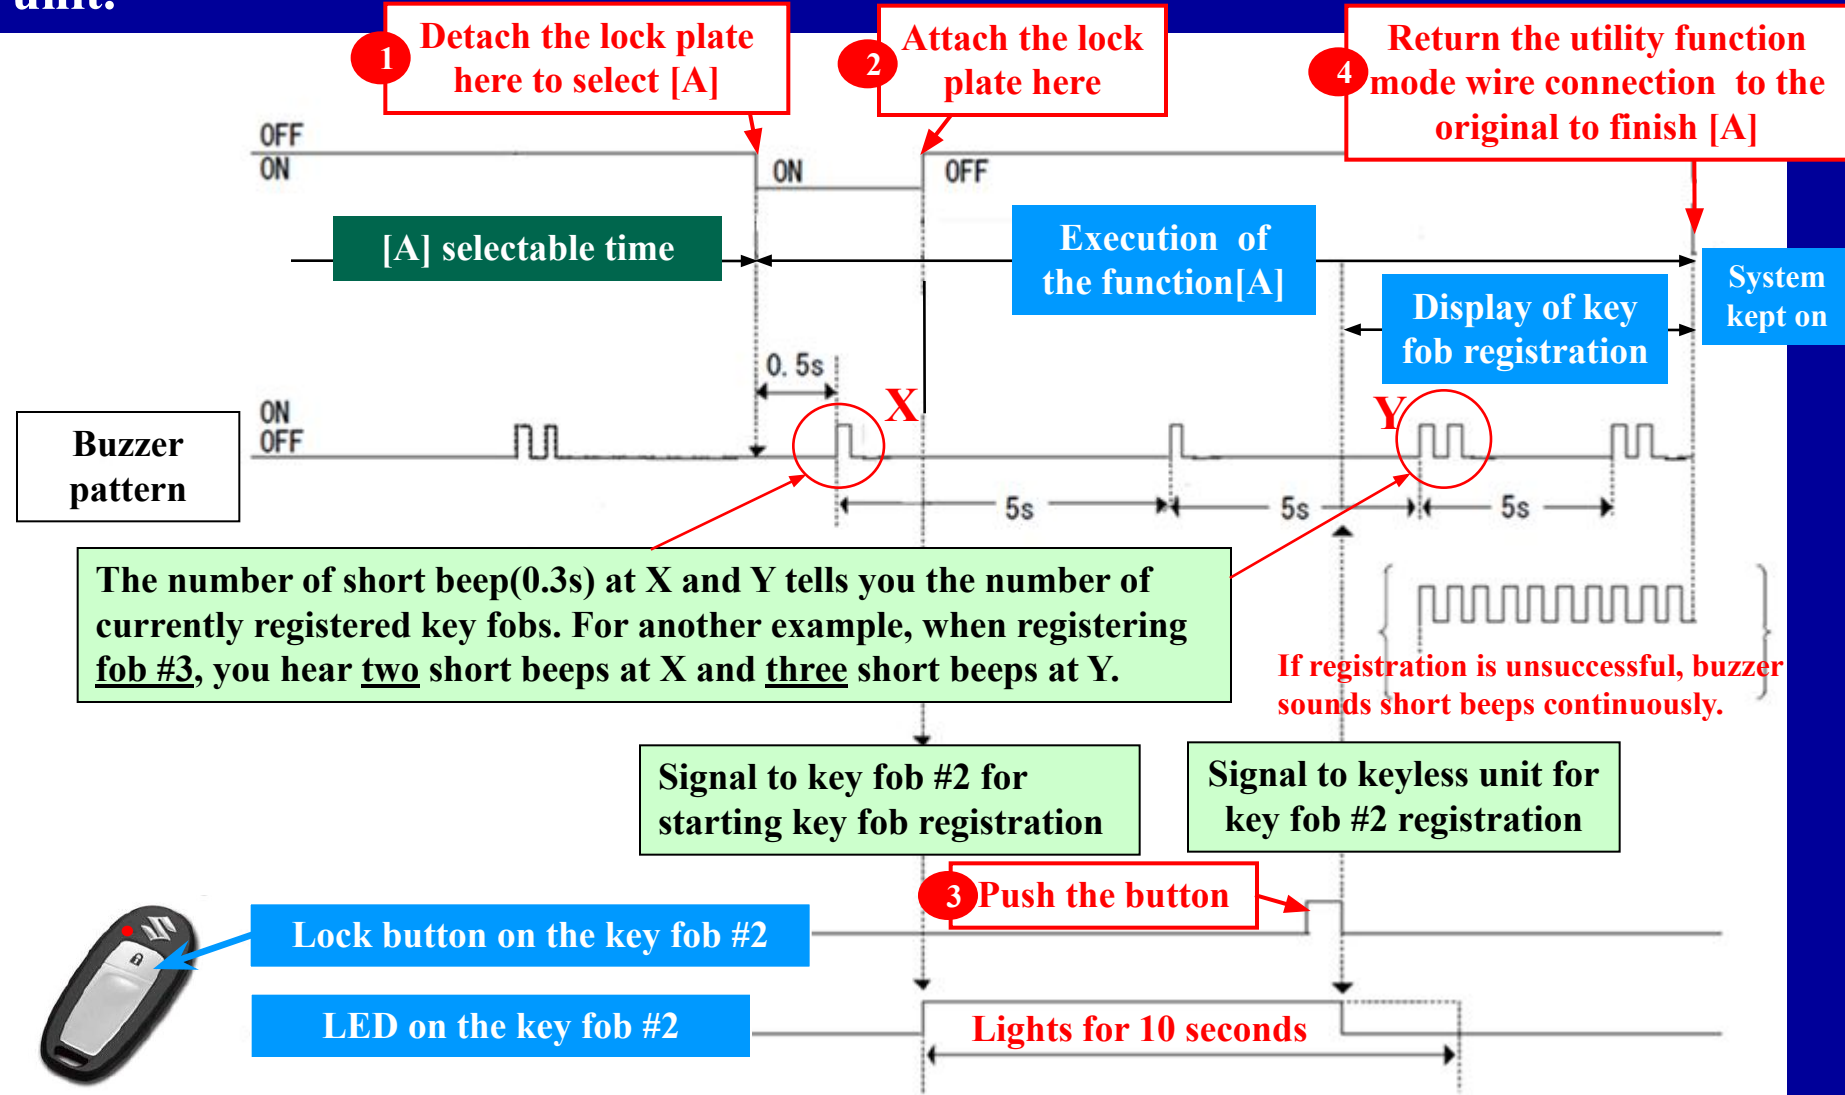 unit.
1
Detach the lock plate
here to select [A]
2
Attach the lock
plate here
4
Return the utility function
mode wire connection to the
original to finish [A]
OFF
ON
ON
OFF
[A] selectable time
Execution of
the function[A]
System
kept on
Display of key
fob registration
0.5s
X
Y
Buzzer
pattern
ON
OFF
5s
5s
5s
The number of short beep(0.3s) at X and Y tells you the number of
currently registered key fobs. For another example, when registering
fob #3, you hear two short beeps at X and three short beeps at Y.
If registration is unsuccessful, buzzer
sounds short beeps continuously.
Signal to key fob #2 for
starting key fob registration
Signal to keyless unit for
key fob #2 registration
3
Push the button
Lock button on the key fob #2
LED on the key fob #2
Lights for 10 seconds